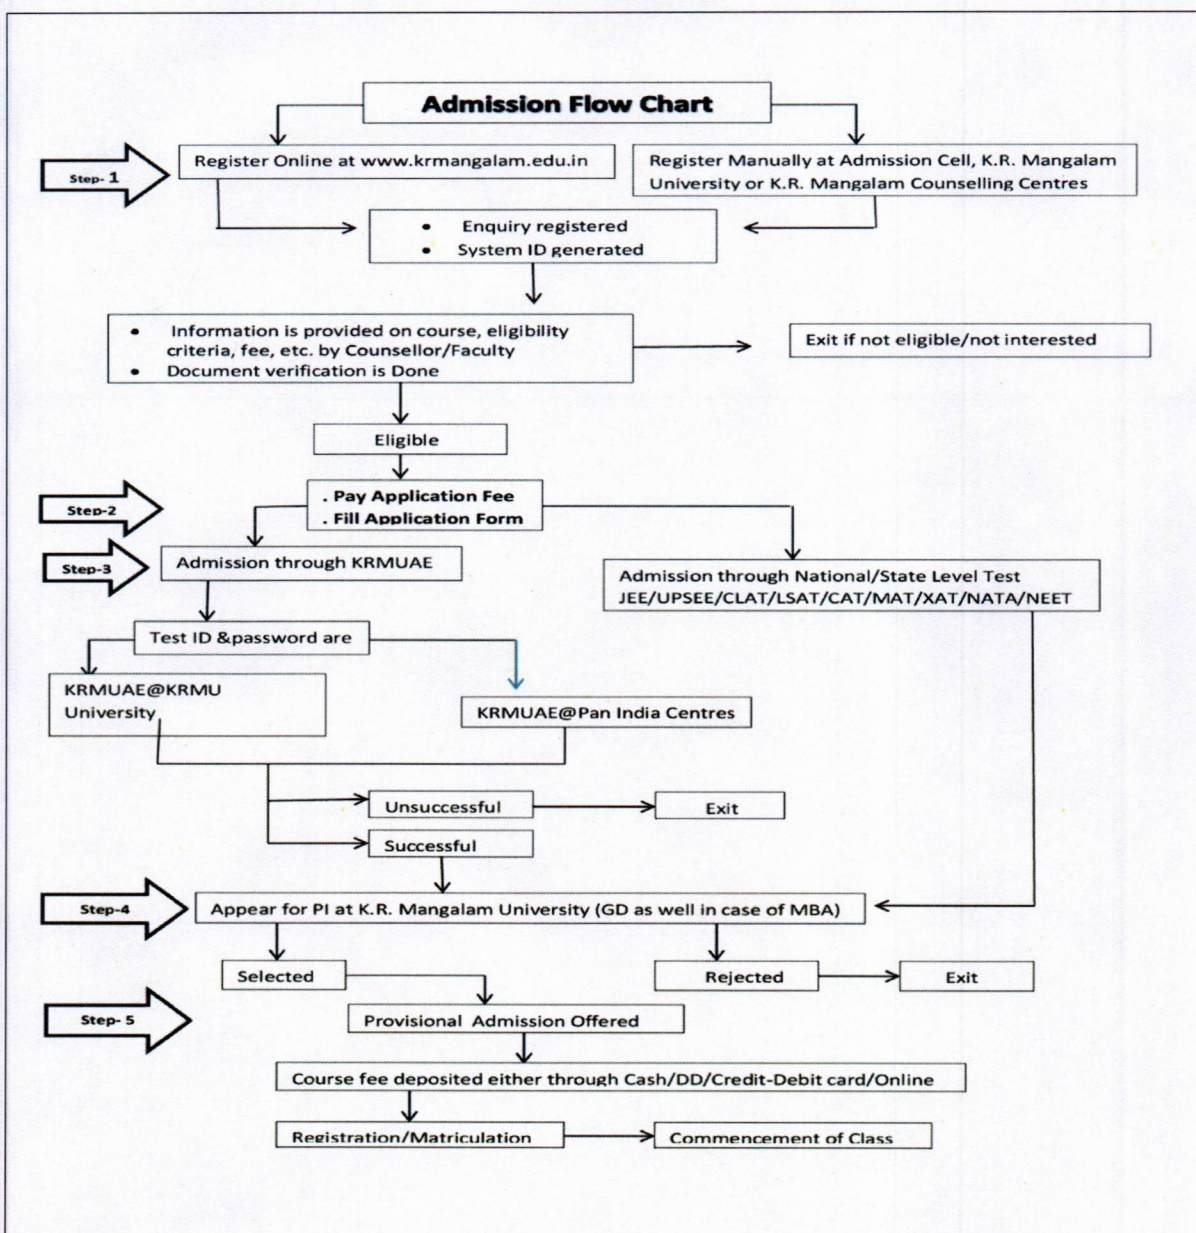 Admission Flow Chart
Step- 1
Register Online at www.krmangalam.edu.in
Register Manually at Admission Cell, K.R. Mangalam
University or K.R. Mangalam Counselling Centres
• Enquiry registered
• System ID generated
• Information is provided on course, eligibility
criteria, fee, etc. by Counsellor/Faculty
• Document verification is Done
Exit if not eligible/not interested
Eligible
Step-2
. Pay Application Fee
. Fill Application Form
Step-3
Admission through KRMUAE
Admission through National/State Level Test
JEE/UPSEE/CLAT/LSAT/CAT/MAT/XAT/NATA/NEET
Test ID &password are
KRMUAE@KRMU
University
KRMUAE@Pan India Centres
Unsuccessful
Exit
Successful
Step-4
Appear for PI at K.R. Mangalam University (GD as well in case of MBA)
Selected
Rejected
Exit
Step- 5
Provisional Admission Offered
Course fee deposited either through Cash/DD/Credit-Debit card/Online
Registration/Matriculation
Commencement of Class